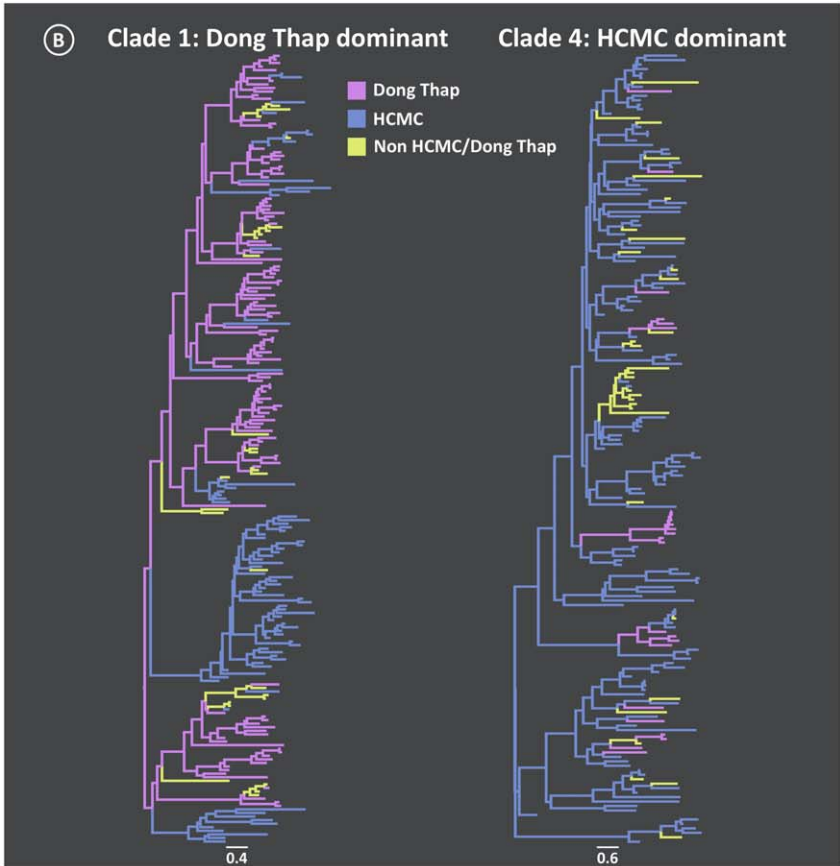 B Clade 1: Dong Thap dominant Clade 4: HCMC dominant
Dong Thap
HCMC
Non HCMC/Dong Thap
0.4 0.6